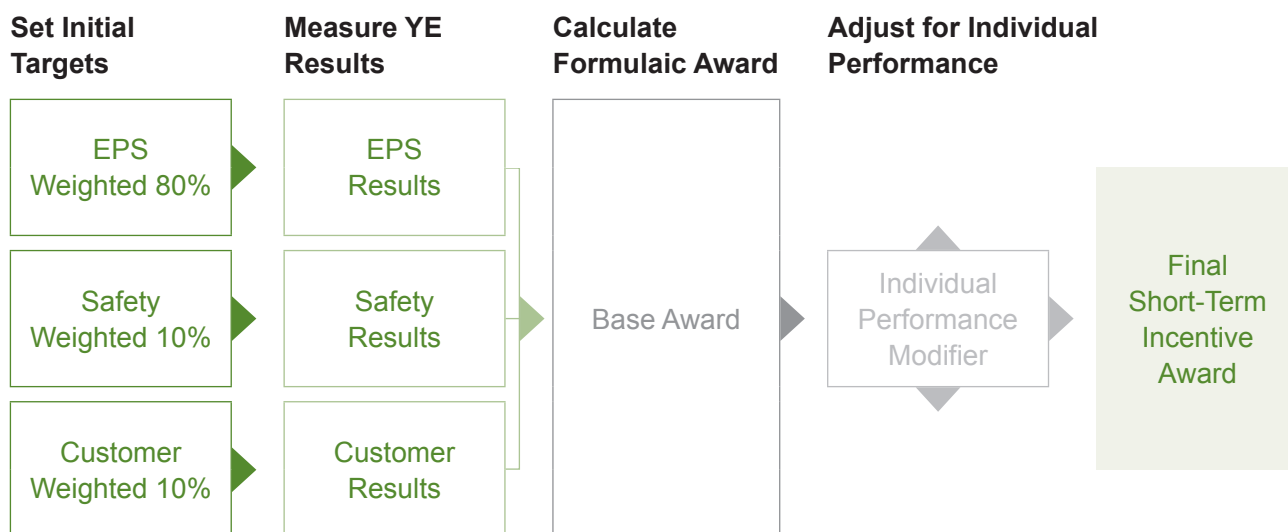 Set Initial
Targets
Measure YE
Results
Calculate
Formulaic Award
Adjust for Individual
Performance
EPS
Weighted 80%
EPS
Results
Safety
Weighted 10%
Safety
Results
Customer
Weighted 10%
Customer
Results
Base Award
Individual
Performance
Modifier
Final
Short-Term
Incentive
Award